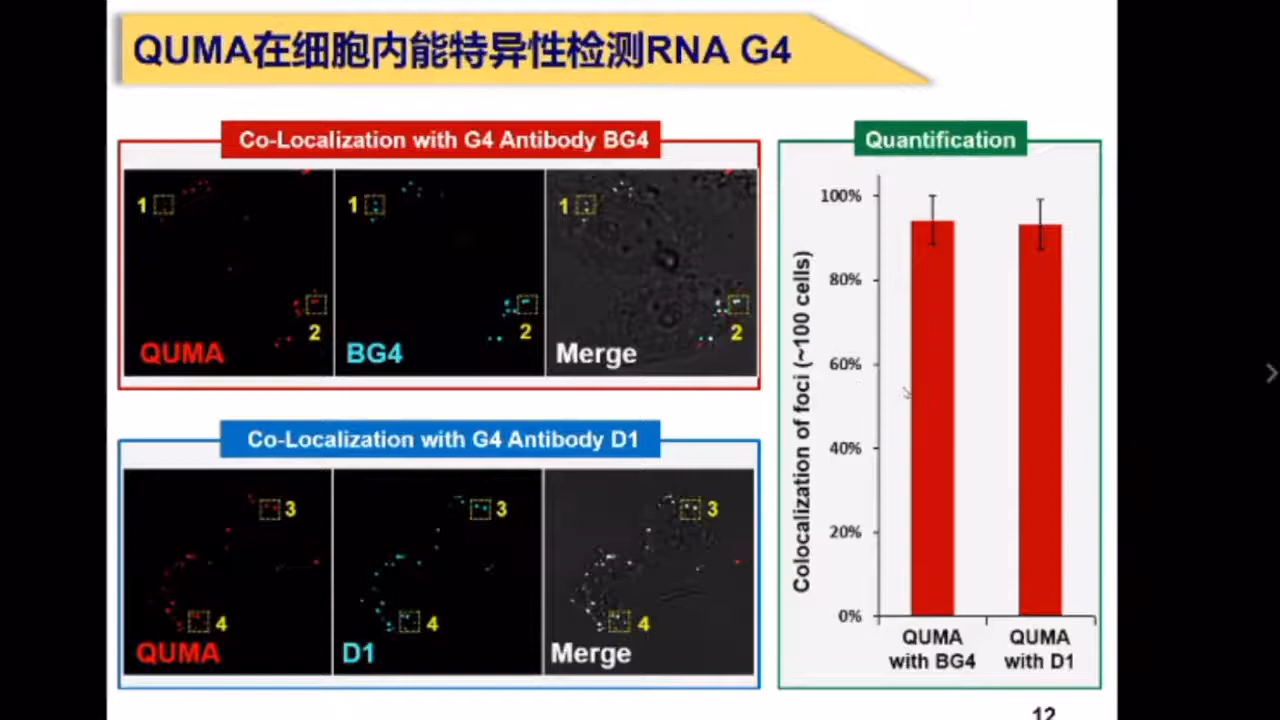 QUMA在细胞内能特异性检测RNA G4
Co-Localization with G4 Antibody BG4
1
2
QUMA
1
2
BG4
1
2
Merge
Co-Localization with G4 Antibody D1
3
4
QUMA
3
4
D1
3
4
Merge
Quantification
Colocalization of foci (~100 cells)
100%
80%
60%
40%
20%
0%
QUMA
with BG4
QUMA
with D1
12